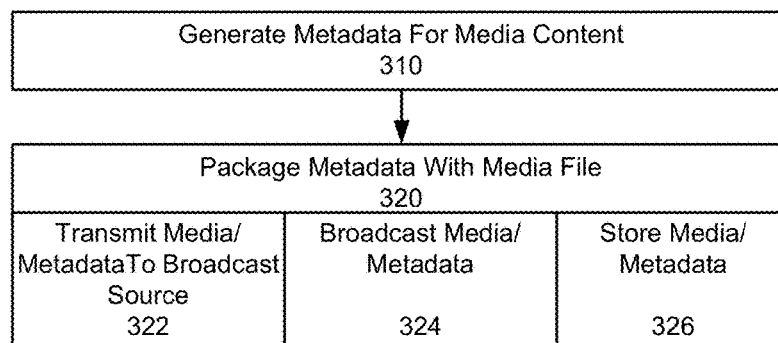 Generate Metadata For Media Content
310
Package Metadata With Media File
320
Transmit Media/
MetadataTo Broadcast
Source
322
Broadcast Media/
Metadata
324
Store Media/
Metadata
326